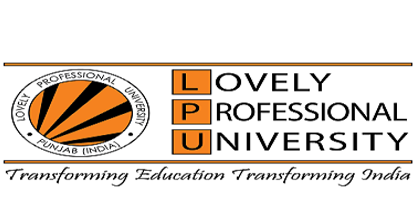 LOVELY PROFESSIONAL UNIVERSITY
PUNJAB (INDIA)
LOVELY
PROFESSIONAL
UNIVERSITY
Transforming Education Transforming India